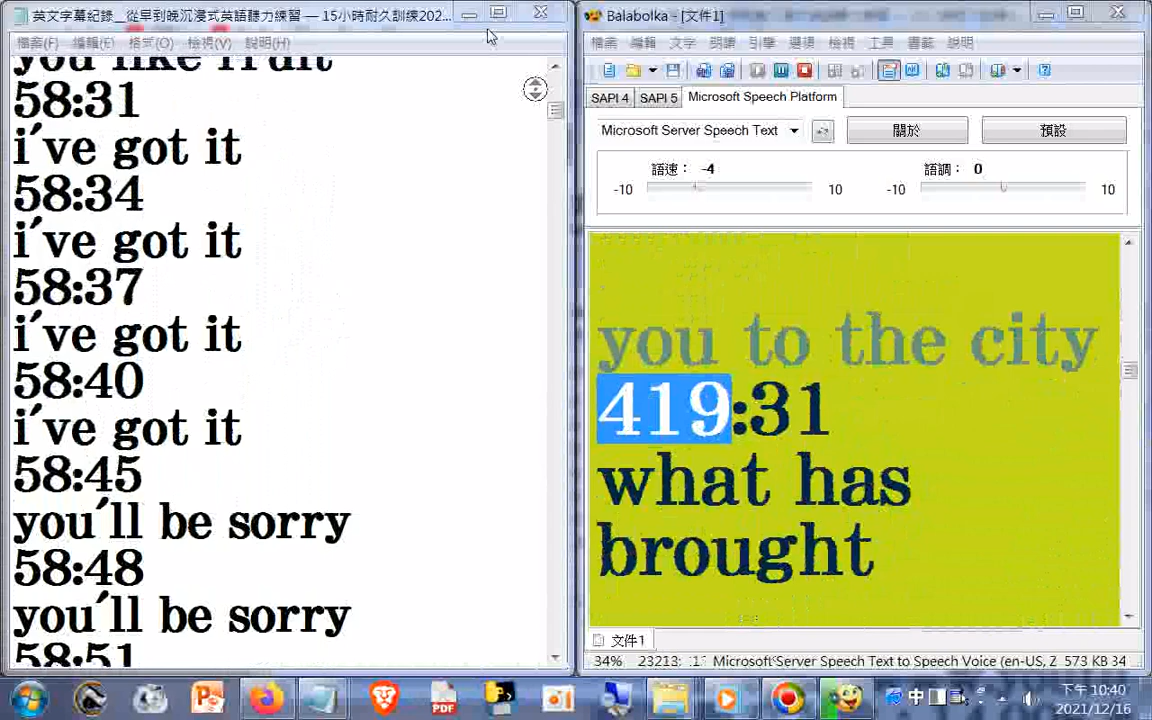 英文字幕紀錄__從早到晚沉浸式英語聽力練習 — 15小時耐久訓練202...
檔案(F) 編輯(E) 格式(O) 檢視(V) 說明(H)
you like fruit
58:31
i've got it
58:34
i've got it
58:37
i've got it
58:40
i've got it
58:45
you'll be sorry
58:48
you'll be sorry
58:51
Balabolka - [文件1]
檔案 編輯 文字 朗讀 引擎 選項 檢視 工具 書籤 說明
SAPI 4 SAPI 5 Microsoft Speech Platform
Microsoft Server Speech Text 關於 預設
語速： -4 語調： 0
-10 10 -10 10
you to the city
419:31
what has
brought
文件1
34% Microsoft Server Speech Text to Speech Voice (en-US, Z 573 KB 34
中
下午 10:40
2021/12/16